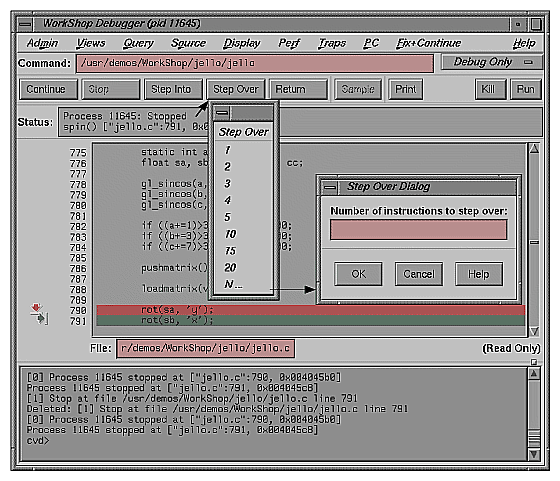 WorkShop Debugger (pid 11645)
Admin Views Query Source Display Perf Traps PC Fix+Continue Help
Command: /usr/demos/WorkShop/jello/jello Debug Only
Continue Stop Step Into Step Over Return Sample Print Kill Run
Status: Process 11645: Stopped
spin() ["jello.c":791, 0x0
Step Over
1
2
3
4
5
10
15
20
N...
Step Over Dialog
Number of instructions to step over:
OK Cancel Help
775 static int a
776 float sa, sb cc;
777
778 gl_sincos(a,
779 gl_sincos(b,
780 gl_sincos(c,
781
782 if ((a+=1)>3 00;
783 if ((b+=3)>3 00;
784 if ((c+=7)>3 00;
785
786 pushmatrix()
787
788 loadmatrix(v
789
790 rot(sa, 'y');
791 rot(sb, 'x');
File: r/demos/WorkShop/jello/jello.c (Read Only)
[0] Process 11645 stopped at ["jello.c":790, 0x004045b0]
Process 11645 stopped at ["jello.c":791, 0x004045c8]
[1] Stop at file /usr/demos/WorkShop/jello/jello.c line 791
Deleted: [1] Stop at file /usr/demos/WorkShop/jello/jello.c line 791
[0] Process 11645 stopped at ["jello.c":790, 0x004045b0]
Process 11645 stopped at ["jello.c":791, 0x004045c8]
cvd>